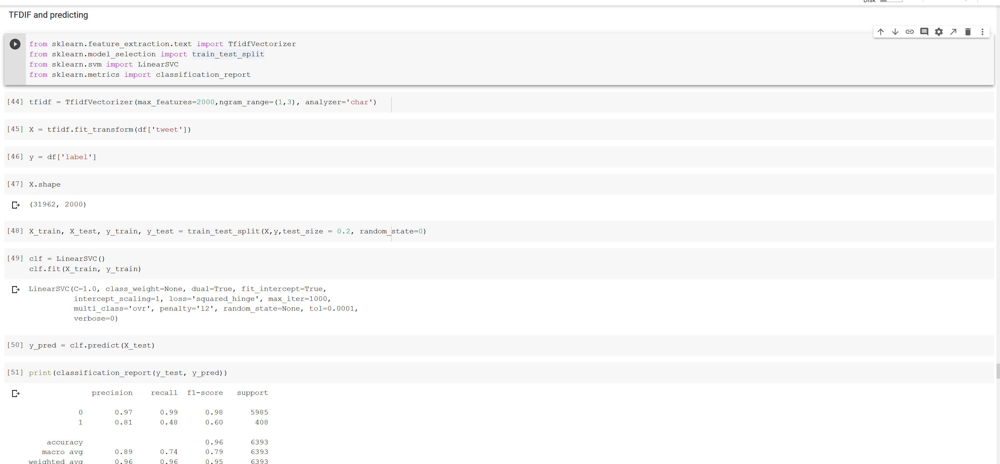 Disk
TFDIF and predicting
from sklearn.feature_extraction.text import TfidfVectorizer
from sklearn.model_selection import train_test_split
from sklearn.svm import LinearSVC
from sklearn.metrics import classification_report
[44] tfidf = TfidfVectorizer(max_features=2000,ngram_range=(1,3), analyzer='char')
[45] X = tfidf.fit_transform(df['tweet'])
[46] y = df['label']
[47] X.shape
(31962, 2000)
[48] X_train, X_test, y_train, y_test = train_test_split(X,y,test_size = 0.2, random_state=0)
[49] clf = LinearSVC()
clf.fit(X_train, y_train)
LinearSVC(C=1.0, class_weight=None, dual=True, fit_intercept=True,
intercept_scaling=1, loss='squared_hinge', max_iter=1000,
multi_class='ovr', penalty='l2', random_state=None, tol=0.0001,
verbose=0)
[50] y_pred = clf.predict(X_test)
[51] print(classification_report(y_test, y_pred))
precision recall f1-score support
0 0.97 0.99 0.98 5985
1 0.81 0.48 0.60 408
accuracy 0.96 6393
macro avg 0.89 0.74 0.79 6393
weighted avg 0.96 0.96 0.95 6393